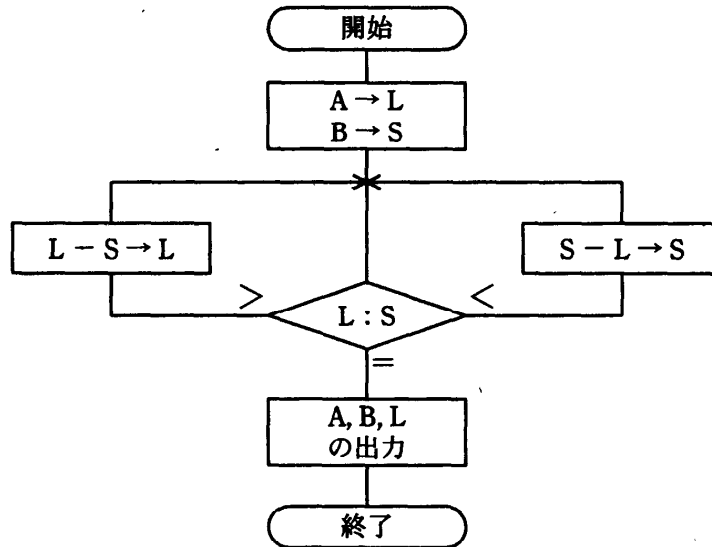 開始
A → L
B → S
L − S → L
S − L → S
>
L : S
<
=
A, B, L
の出力
終了